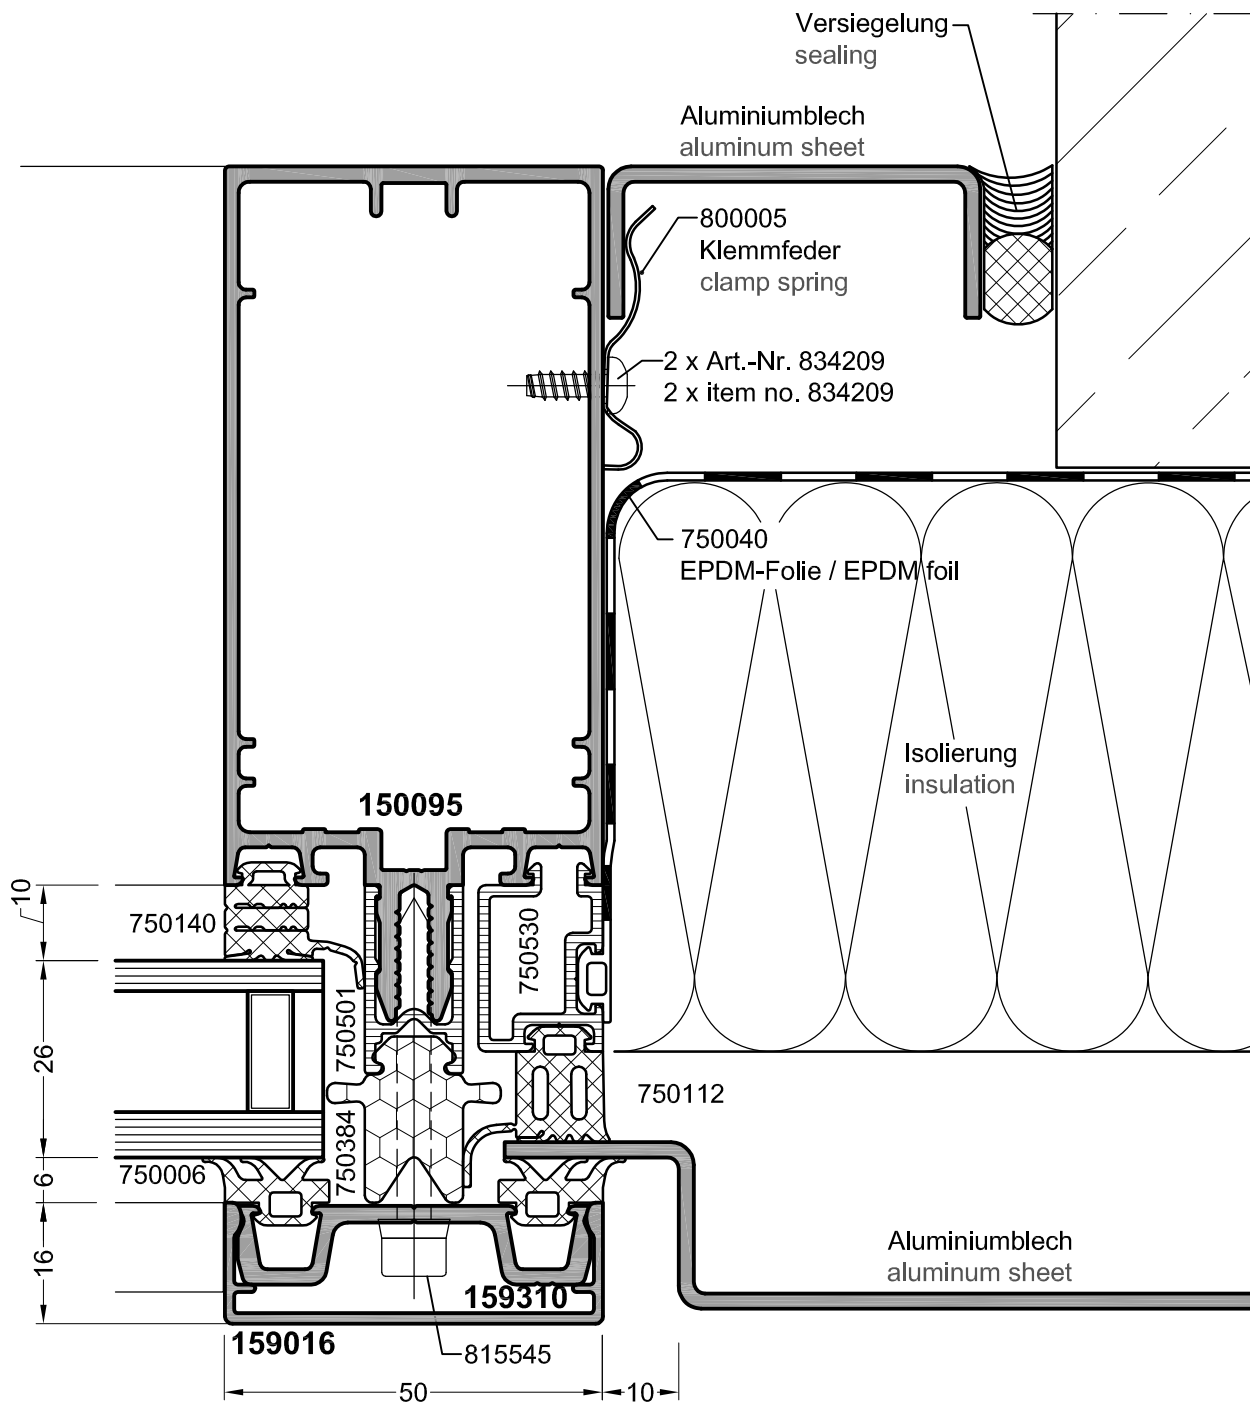 Versiegelung
sealing
Aluminiumblech
aluminum sheet
800005
Klemmfeder
clamp spring
2 x Art.-Nr. 834209
2 x item no. 834209
750040
EPDM-Folie / EPDM foil
Isolierung
insulation
150095
10
750140
750530
750501
26
750112
750384
750006
6
16
Aluminiumblech
aluminum sheet
159310
159016
815545
50
10